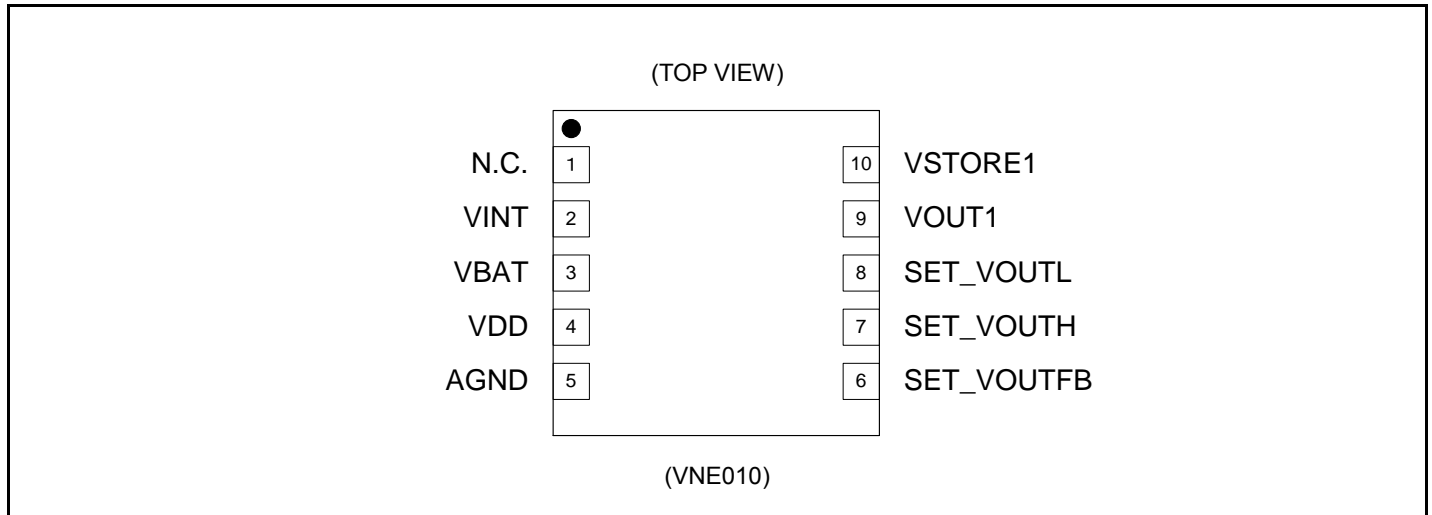 (TOP VIEW)
N.C. 1 10 VSTORE1
VINT 2 9 VOUT1
VBAT 3 8 SET_VOUTL
VDD 4 7 SET_VOUTH
AGND 5 6 SET_VOUTFB
(VNE010)